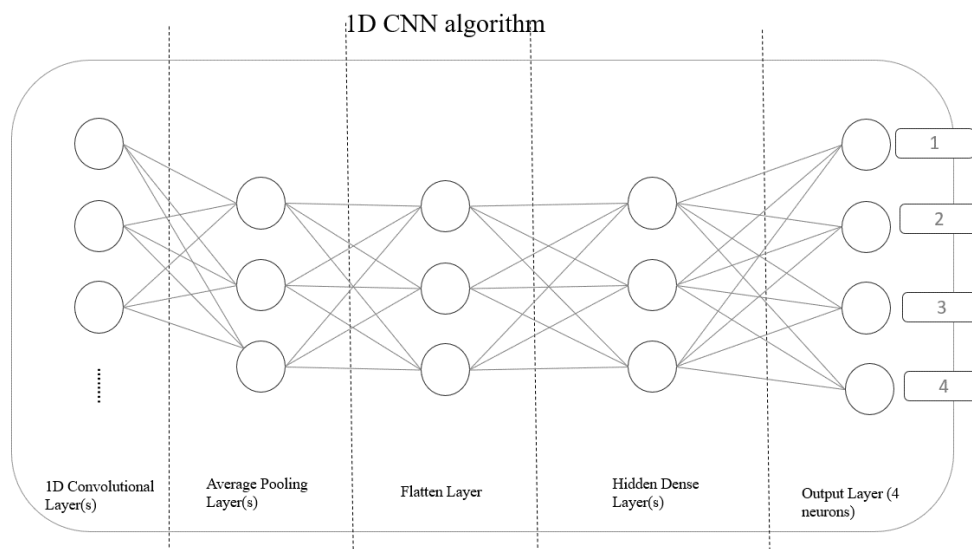 1D CNN algorithm
1
2
3
4
1D Convolutional
Layer(s)
Average Pooling
Layer(s)
Flatten Layer
Hidden Dense
Layer(s)
Output Layer (4
neurons)